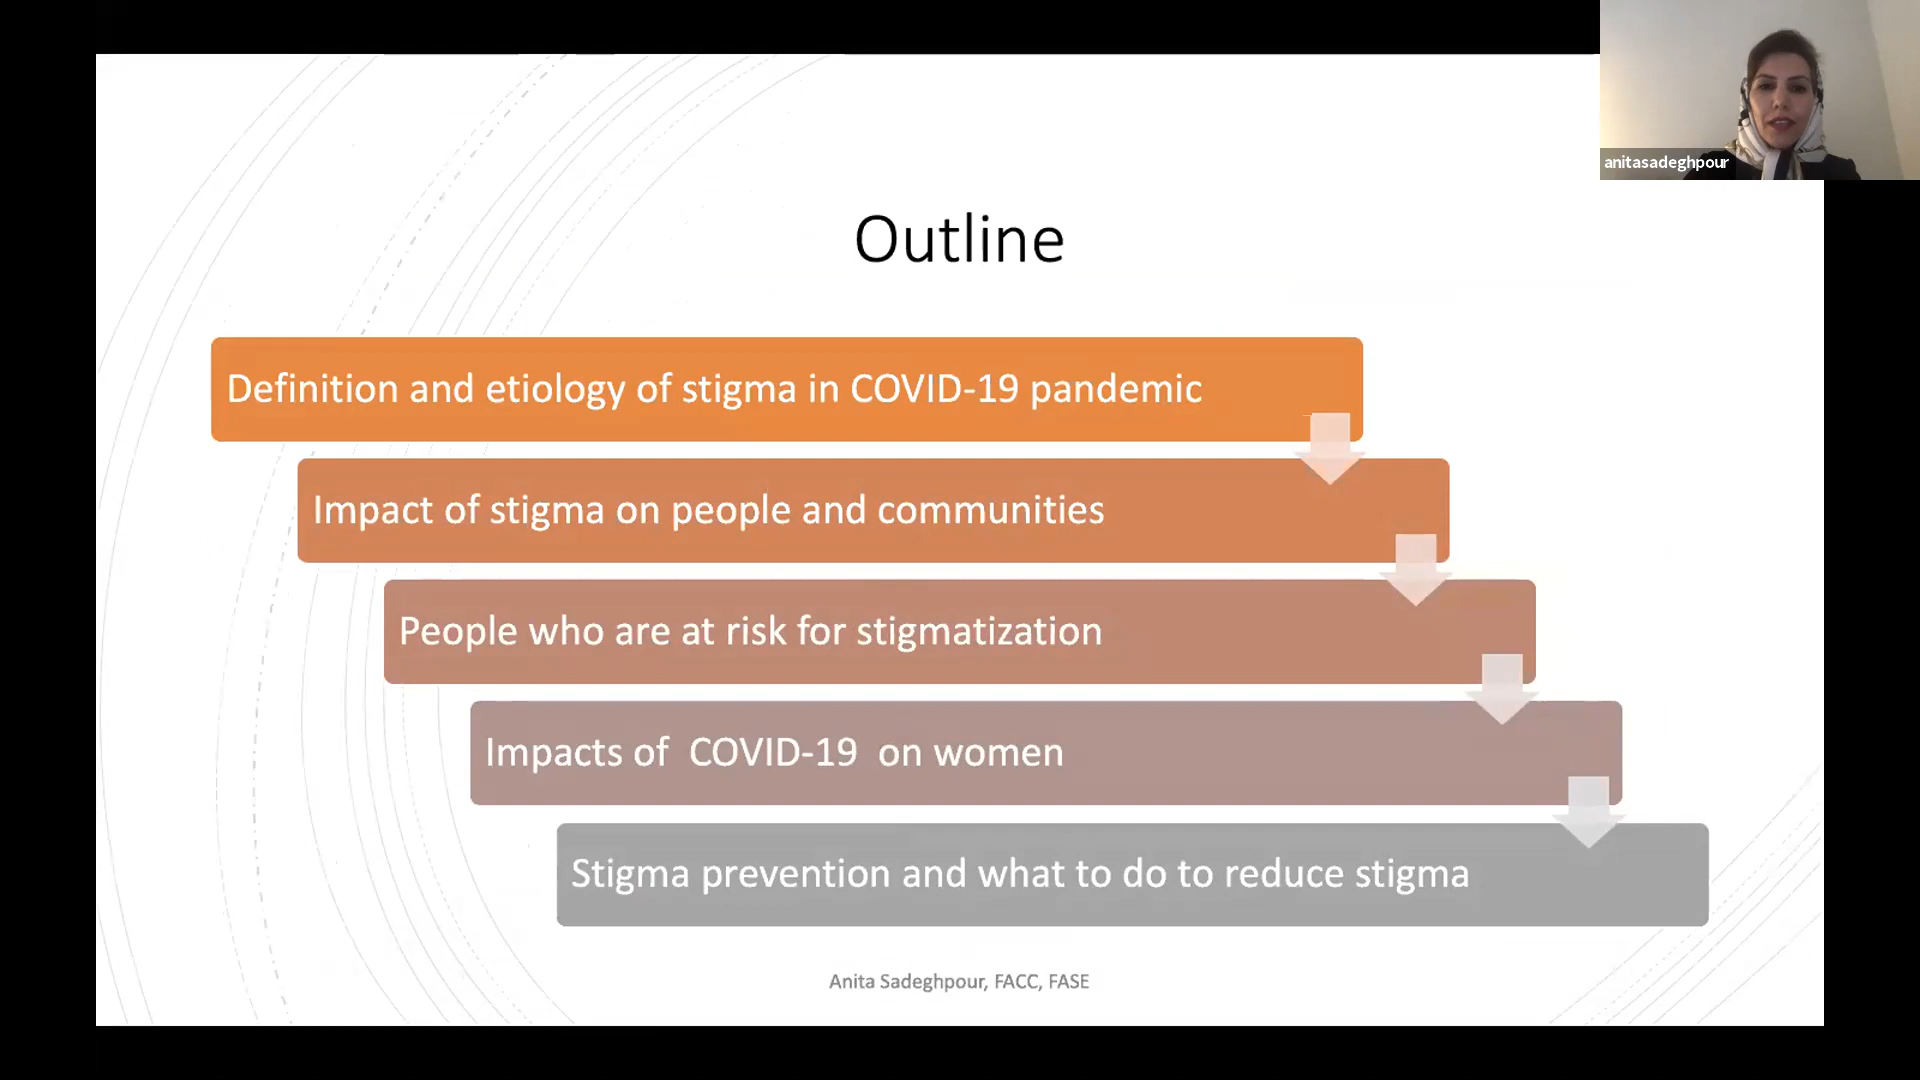 anitasadeghpour
Outline
Definition and etiology of stigma in COVID-19 pandemic
Impact of stigma on people and communities
People who are at risk for stigmatization
Impacts of  COVID-19  on women
Stigma prevention and what to do to reduce stigma
Anita Sadeghpour, FACC, FASE